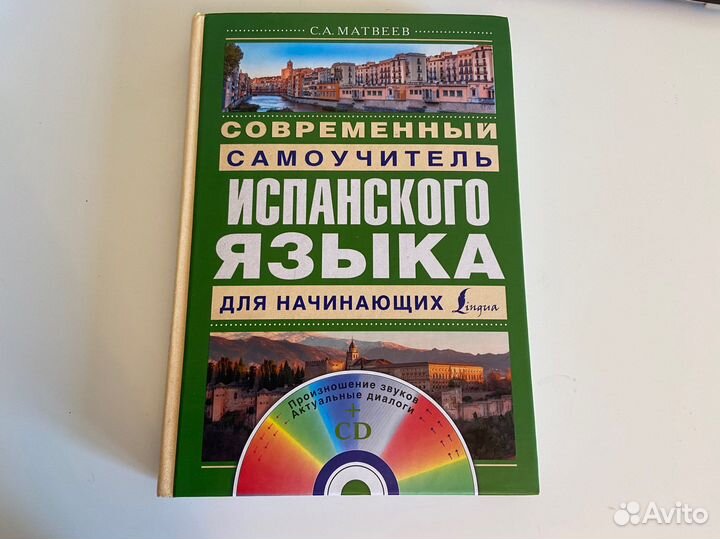 С.А. МАТВЕЕВ
СОВРЕМЕННЫЙ
САМОУЧИТЕЛЬ
ИСПАНСКОГО
ЯЗЫКА
ДЛЯ НАЧИНАЮЩИХ Lingua
Произношение звуков
Актуальные диалоги
+
CD
Avito